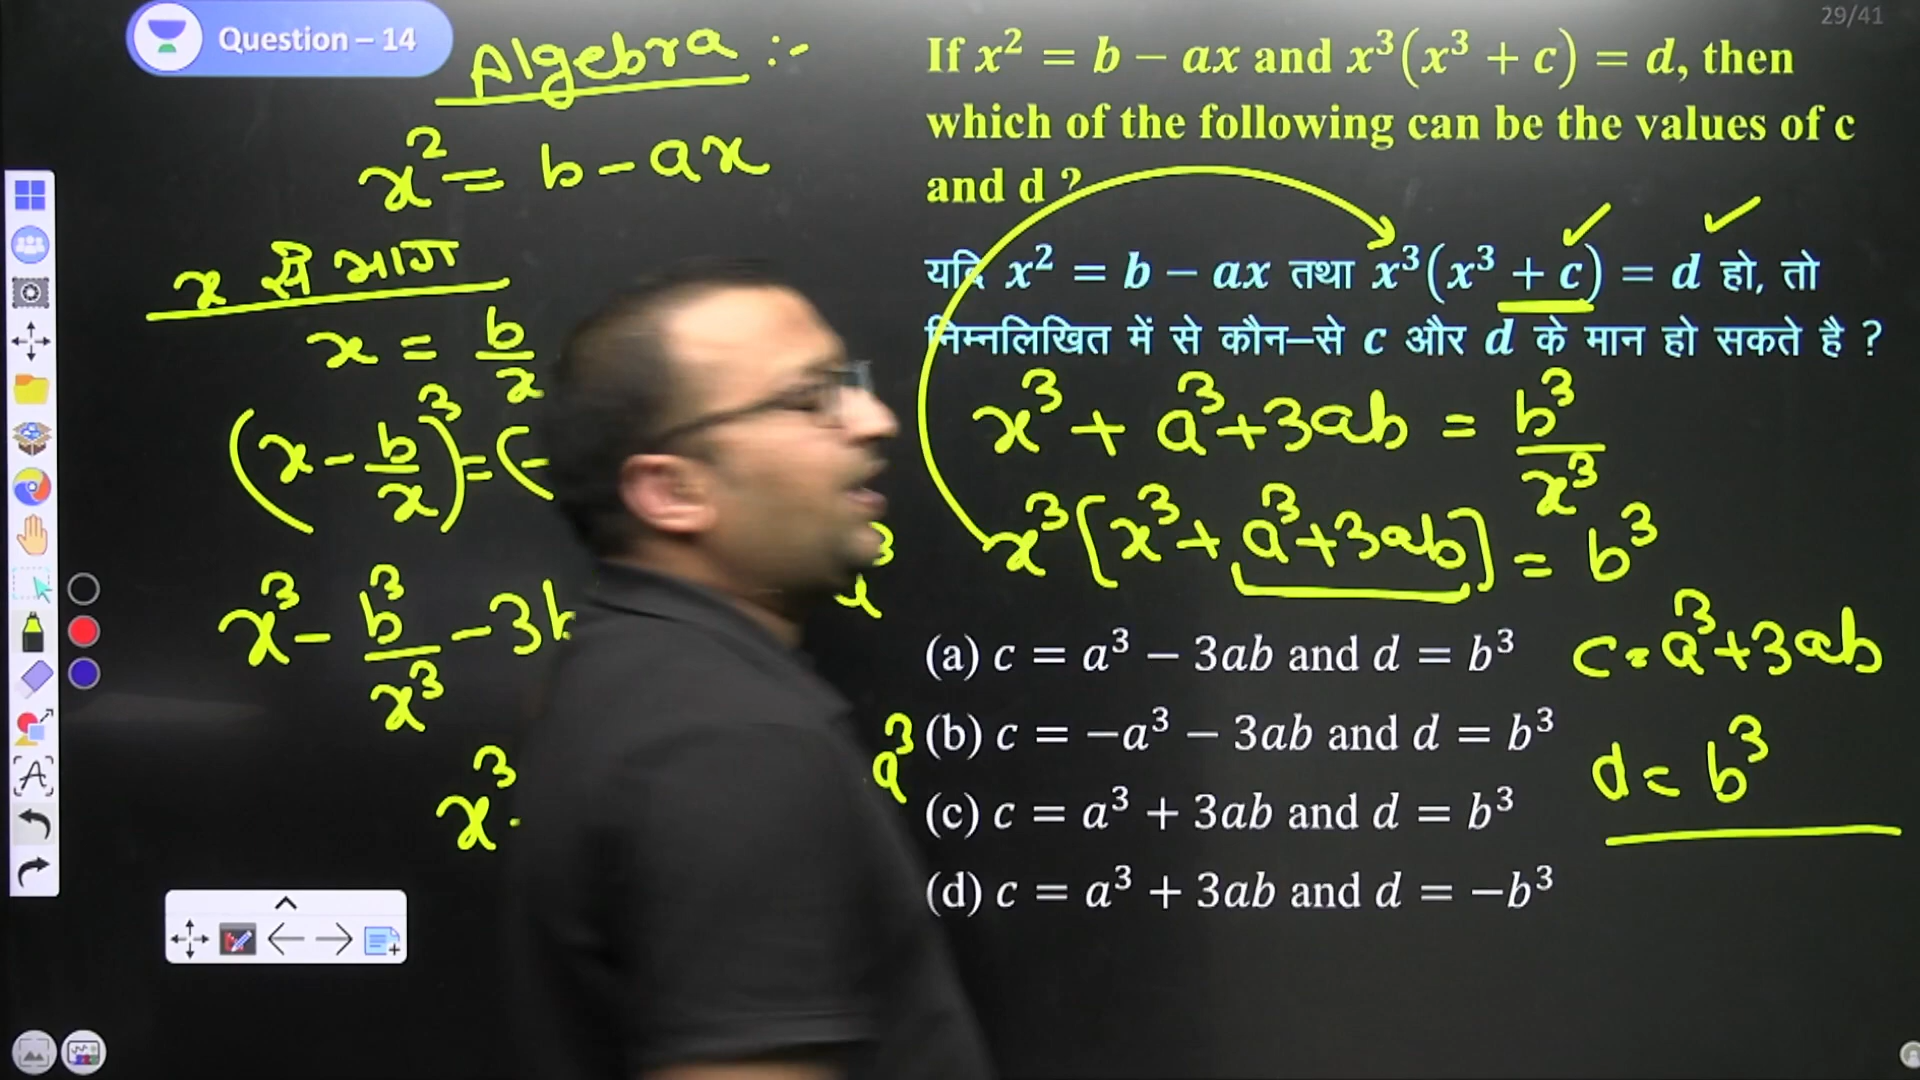 Question – 14
29/41
Algebra :-
x² = b - ax
x से भाग
x = b/x
(x - b/x)³ = (-
x³ - b³/x³ - 3b
x³
If x² = b − ax and x³(x³ + c) = d, then
which of the following can be the values of c
and d ?
यदि x² = b − ax तथा x³(x³ + c) = d हो, तो
निम्नलिखित में से कौन–से c और d के मान हो सकते है ?
x³ + a³ + 3ab = b³/x³
x³[x³ + a³ + 3ab] = b³
(a) c = a³ − 3ab and d = b³
(b) c = −a³ − 3ab and d = b³
(c) c = a³ + 3ab and d = b³
(d) c = a³ + 3ab and d = −b³
c = a³ + 3ab
d = b³
a³